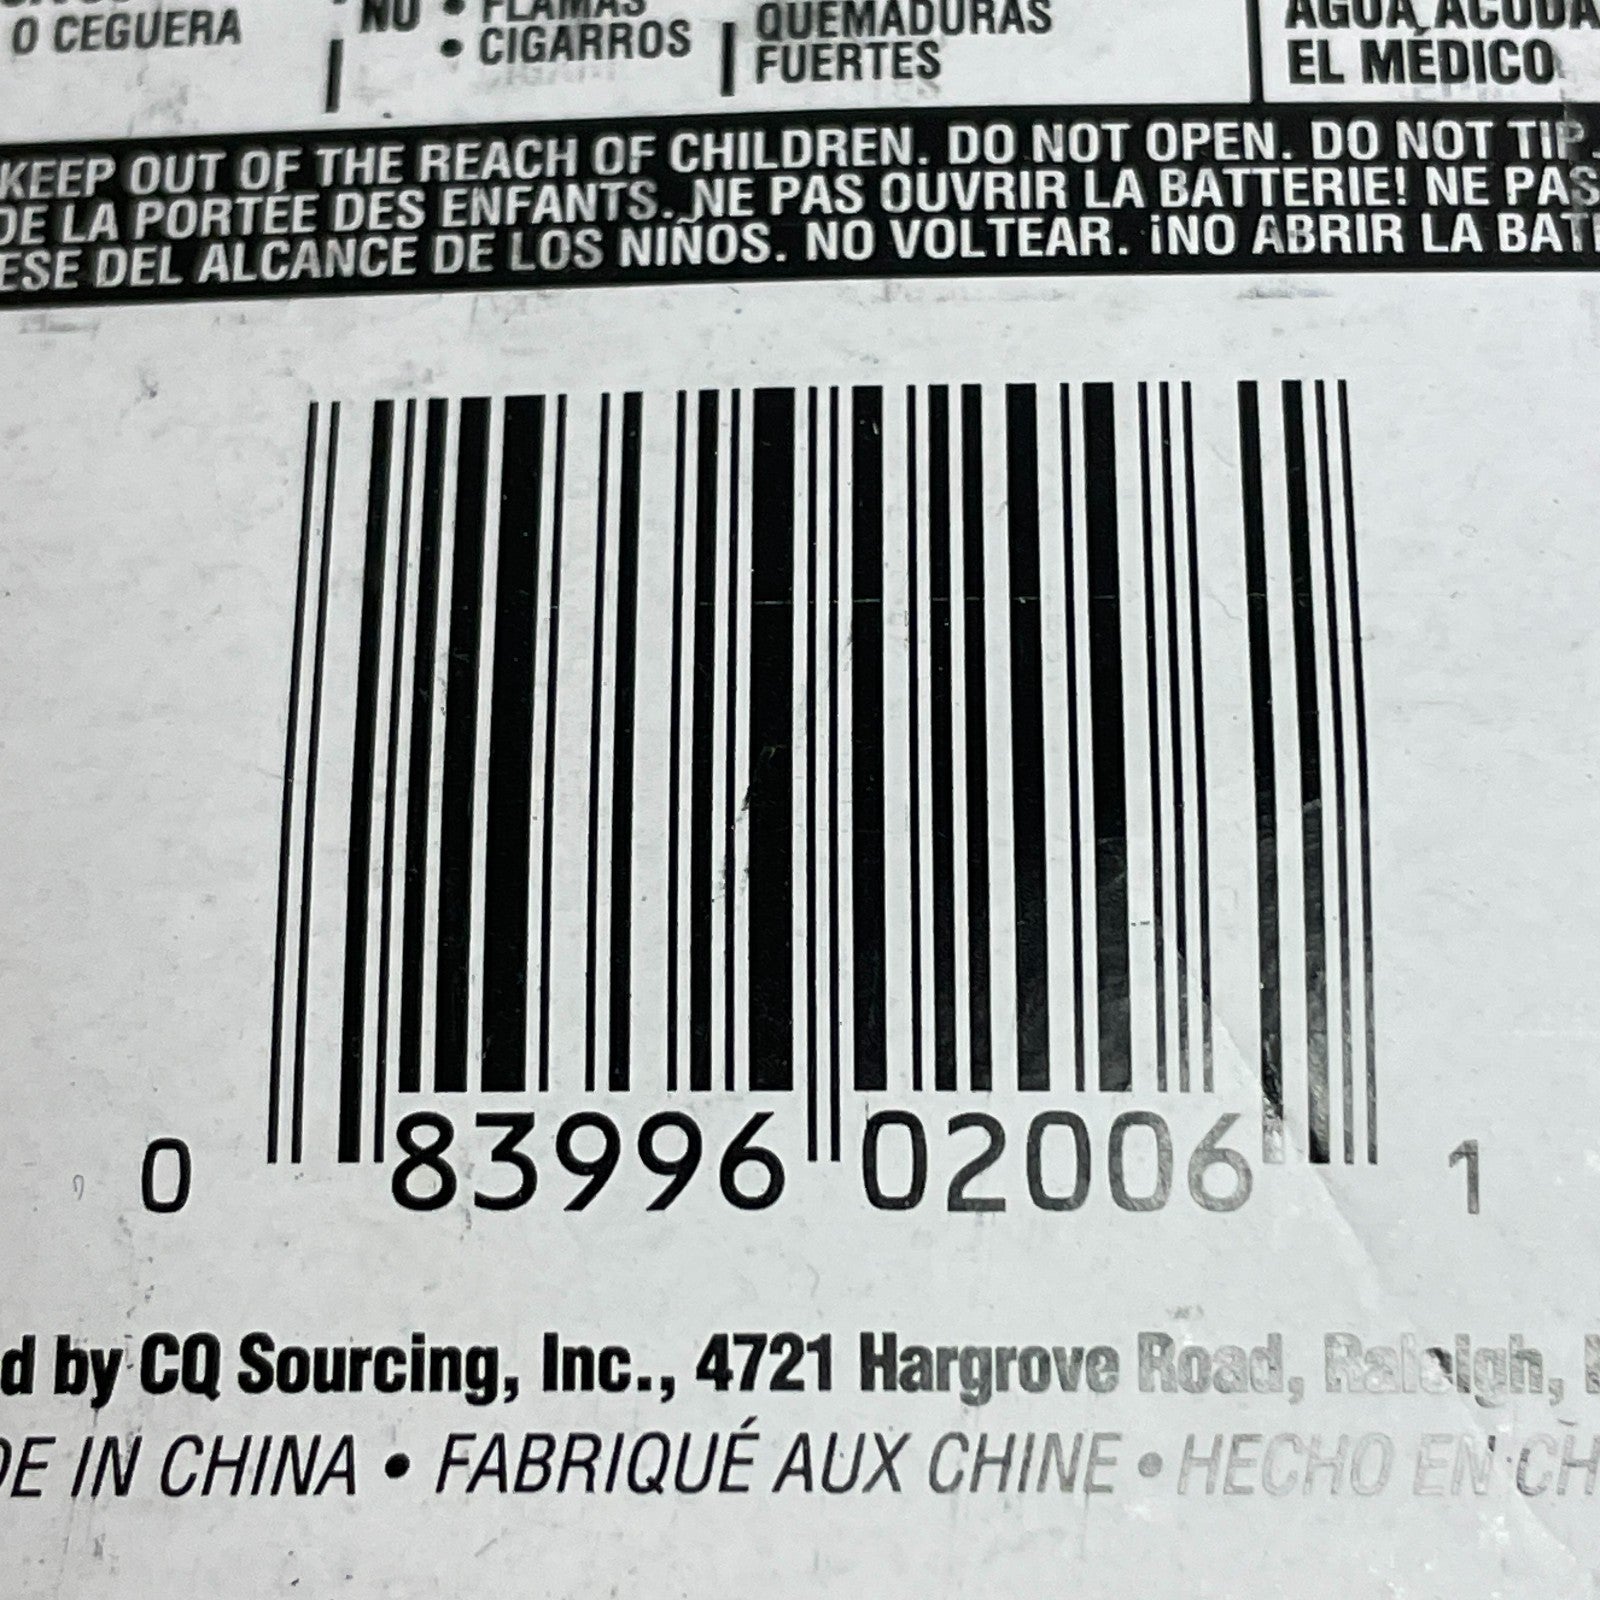 O CEGUERA
NO • FLAMAS
• CIGARROS
QUEMADURAS
FUERTES
AGUA, ACUDA
EL MÉDICO
KEEP OUT OF THE REACH OF CHILDREN. DO NOT OPEN. DO NOT TIP.
DE LA PORTÉE DES ENFANTS. NE PAS OUVRIR LA BATTERIE! NE PAS
ESE DEL ALCANCE DE LOS NIÑOS. NO VOLTEAR. ¡NO ABRIR LA BATE
0 83996 02006 1
d by CQ Sourcing, Inc., 4721 Hargrove Road, Raleigh,
DE IN CHINA • FABRIQUÉ AUX CHINE • HECHO EN CH